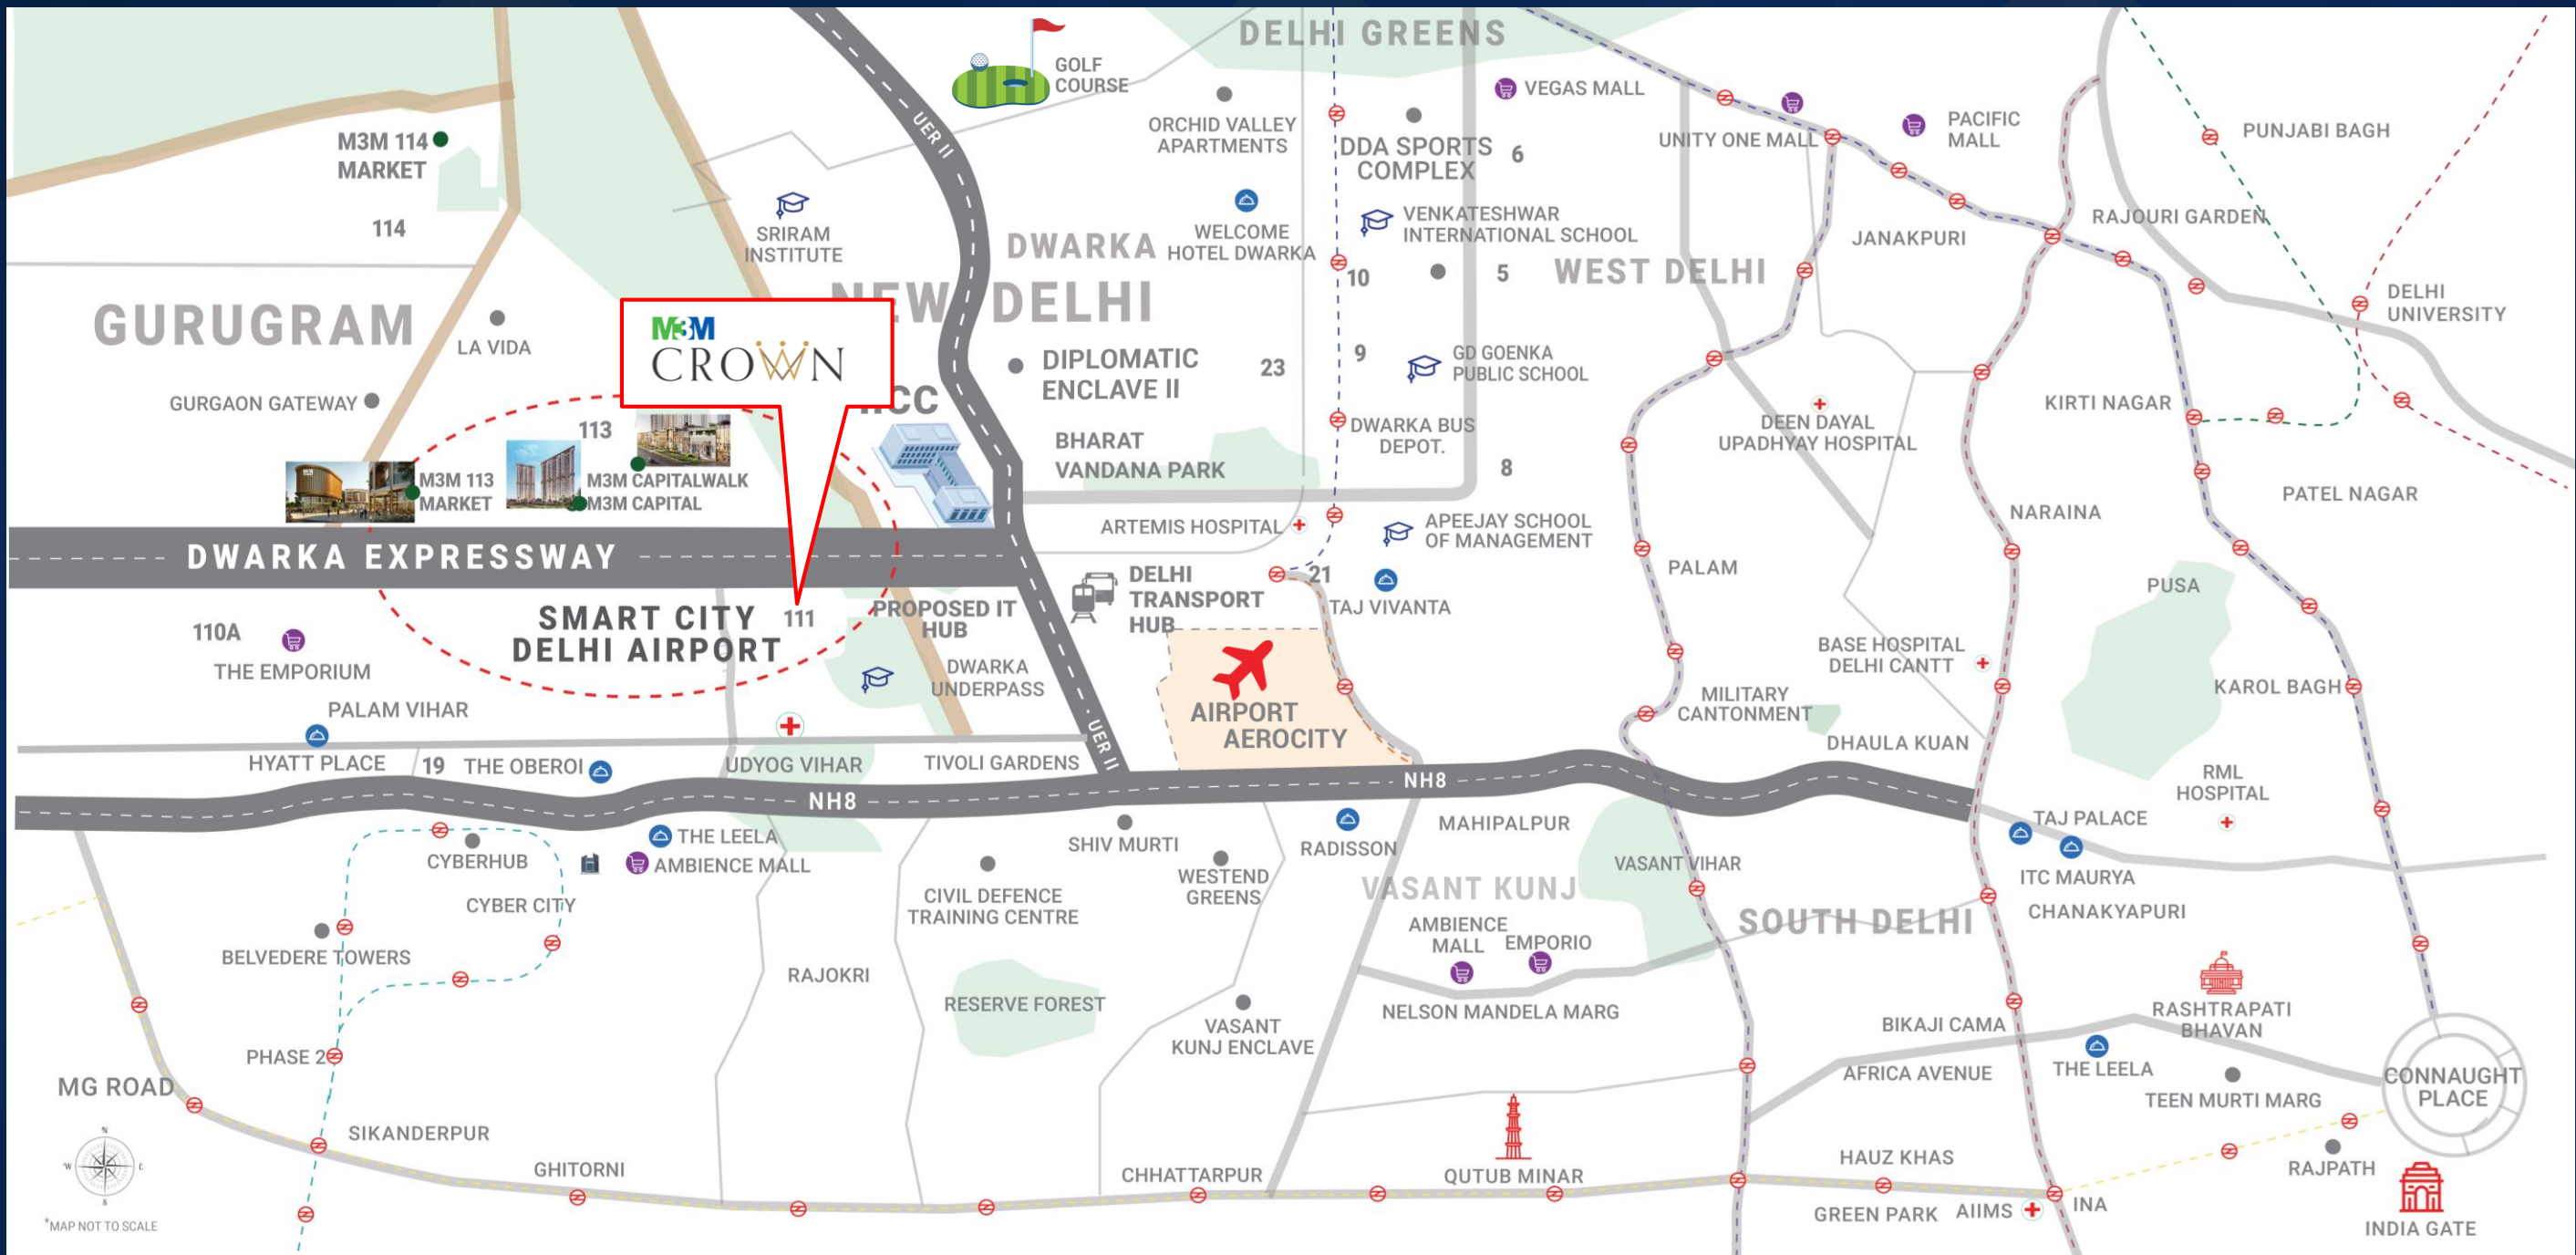 DELHI GREENS
GOLF
COURSE
VEGAS MALL
ORCHID VALLEY
APARTMENTS
DDA SPORTS
COMPLEX
6
UNITY ONE MALL
PACIFIC
MALL
PUNJABI BAGH
M3M 114
MARKET
114
UER II
SRIRAM
INSTITUTE
DWARKA
WELCOME
HOTEL DWARKA
VENKATESHWAR
INTERNATIONAL SCHOOL
10
5
WEST DELHI
JANAKPURI
RAJOURI GARDEN
NEW DELHI
DELHI
UNIVERSITY
GURUGRAM
LA VIDA
M3M
CROWN
DIPLOMATIC
ENCLAVE II
23
9
GD GOENKA
PUBLIC SCHOOL
GURGAON GATEWAY
CC
KIRTI NAGAR
113
BHARAT
VANDANA PARK
DWARKA BUS
DEPOT.
8
DEEN DAYAL
UPADHYAY HOSPITAL
M3M 113
MARKET
M3M CAPITALWALK
M3M CAPITAL
PATEL NAGAR
NARAINA
ARTEMIS HOSPITAL
APEEJAY SCHOOL
OF MANAGEMENT
DWARKA EXPRESSWAY
PALAM
DELHI
TRANSPORT
HUB
21
TAJ VIVANTA
PUSA
SMART CITY
DELHI AIRPORT
111
PROPOSED IT
HUB
110A
THE EMPORIUM
DWARKA
UNDERPASS
BASE HOSPITAL
DELHI CANTT
KAROL BAGH
AIRPORT
AEROCITY
MILITARY
CANTONMENT
PALAM VIHAR
UER II
DHAULA KUAN
HYATT PLACE
19
THE OBEROI
UDYOG VIHAR
TIVOLI GARDENS
NH8
NH8
RML
HOSPITAL
TAJ PALACE
THE LEELA
CYBERHUB
AMBIENCE MALL
SHIV MURTI
RADISSON
MAHIPALPUR
VASANT VIHAR
ITC MAURYA
CHANAKYAPURI
CYBER CITY
CIVIL DEFENCE
TRAINING CENTRE
WESTEND
GREENS
VASANT KUNJ
SOUTH DELHI
AMBIENCE
MALL
EMPORIO
BELVEDERE TOWERS
RAJOKRI
RESERVE FOREST
NELSON MANDELA MARG
RASHTRAPATI
BHAVAN
VASANT
KUNJ ENCLAVE
BIKAJI CAMA
PHASE 2
AFRICA AVENUE
THE LEELA
MG ROAD
TEEN MURTI MARG
CONNAUGHT
PLACE
SIKANDERPUR
GHITORNI
CHHATTARPUR
QUTUB MINAR
HAUZ KHAS
RAJPATH
GREEN PARK
AIIMS
INA
INDIA GATE
N
W
E
S
*MAP NOT TO SCALE